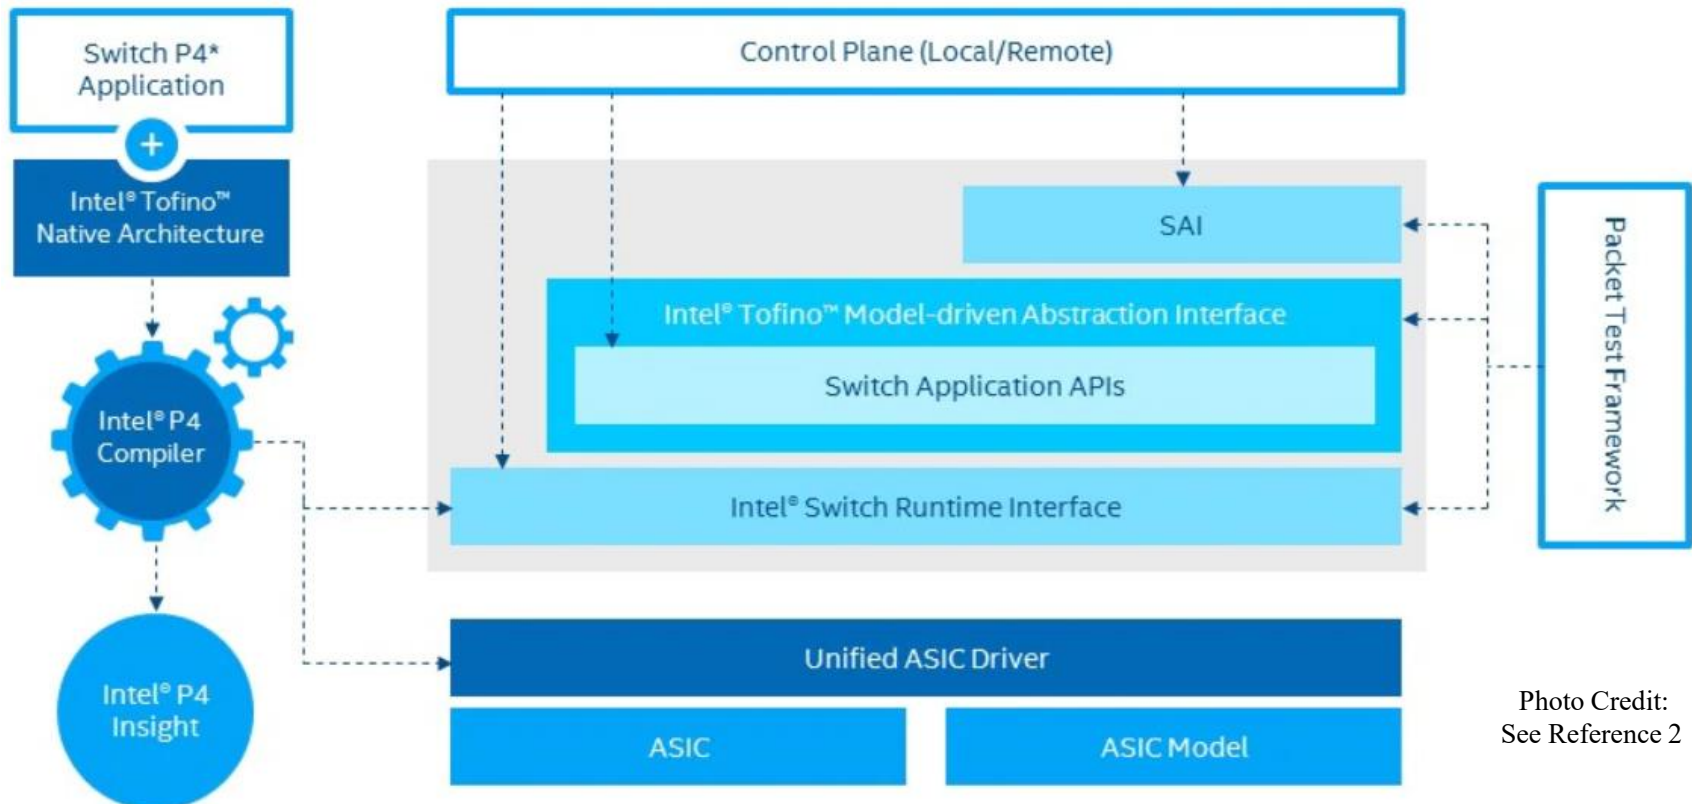 Switch P4*
Application
+
Intel® Tofino™
Native Architecture
Intel® P4
Compiler
Intel® P4
Insight
Control Plane (Local/Remote)
SAI
Intel® Tofino™ Model-driven Abstraction Interface
Switch Application APIs
Intel® Switch Runtime Interface
Unified ASIC Driver
ASIC
ASIC Model
Packet Test Framework
Photo Credit:
See Reference 2